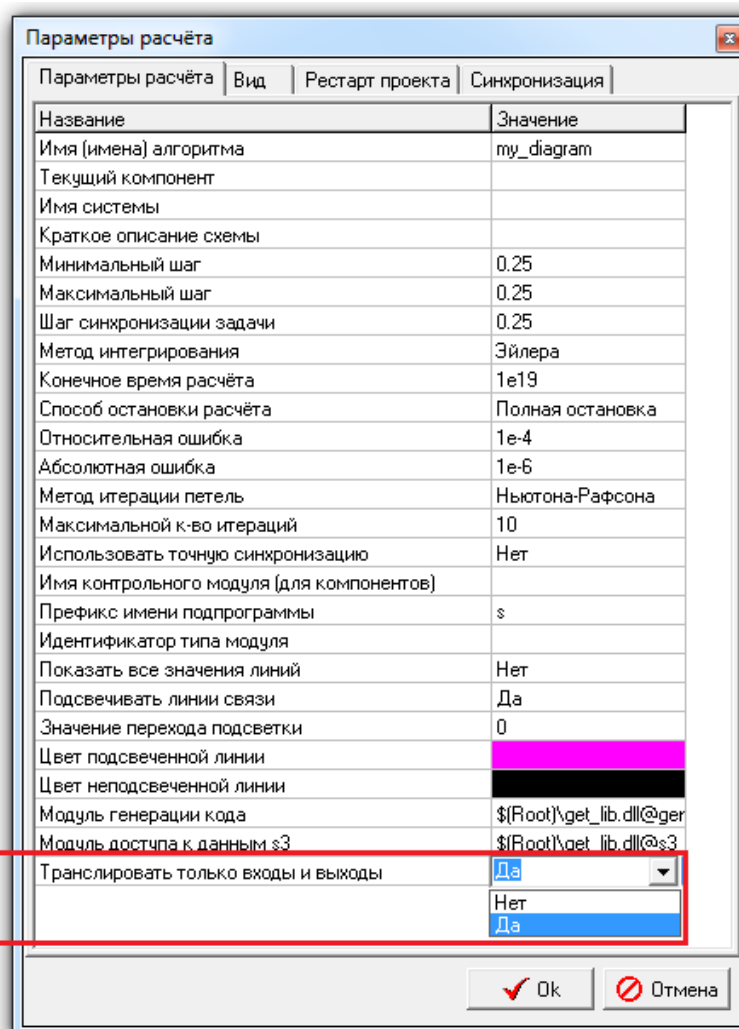 Параметры расчёта
Параметры расчёта Вид Рестарт проекта Синхронизация
Название Значение
Имя (имена) алгоритма my_diagram
Текущий компонент
Имя системы
Краткое описание схемы
Минимальный шаг 0.25
Максимальный шаг 0.25
Шаг синхронизации задачи 0.25
Метод интегрирования Эйлера
Конечное время расчёта 1e19
Способ остановки расчёта Полная остановка
Относительная ошибка 1e-4
Абсолютная ошибка 1e-6
Метод итерации петель Ньютона-Рафсона
Максимальной к-во итераций 10
Использовать точную синхронизацию Нет
Имя контрольного модуля (для компонентов)
Префикс имени подпрограммы s
Идентификатор типа модуля
Показать все значения линий Нет
Подсвечивать линии связи Да
Значение перехода подсветки 0
Цвет подсвеченной линии
Цвет неподсвеченной линии
Модуль генерации кода $(Root)\get_lib.dll@ger
Модуль доступа к данным s3 $(Root)\get_lib.dll@s3
Транслировать только входы и выходы Да
Нет
Да
Ok Отмена